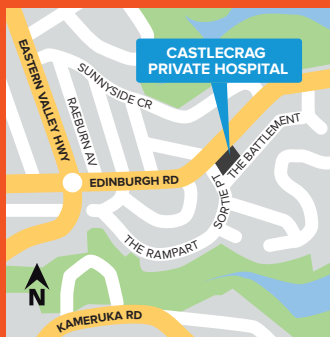 CASTLECRAG
PRIVATE HOSPITAL
EASTERN VALLEY HWY
SUNNYSIDE CR
RAEBURN AV
EDINBURGH RD
THE BATTLEMENT
SORTIE PT
THE RAMPART
N
KAMERUKA RD